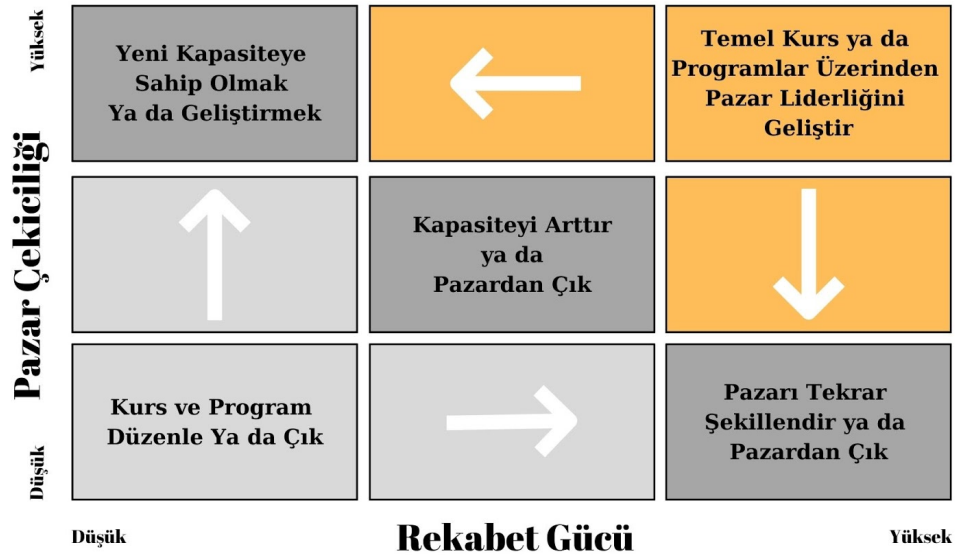 Yüksek
Pazar Çekiciliği
Düşük
Yeni Kapasiteye
Sahip Olmak
Ya da Geliştirmek
Temel Kurs ya da
Programlar Üzerinden
Pazar Liderliğini
Geliştir
Kapasiteyi Arttır
ya da
Pazardan Çık
Kurs ve Program
Düzenle Ya da Çık
Pazarı Tekrar
Şekillendir ya da
Pazardan Çık
Düşük
Rekabet Gücü
Yüksek